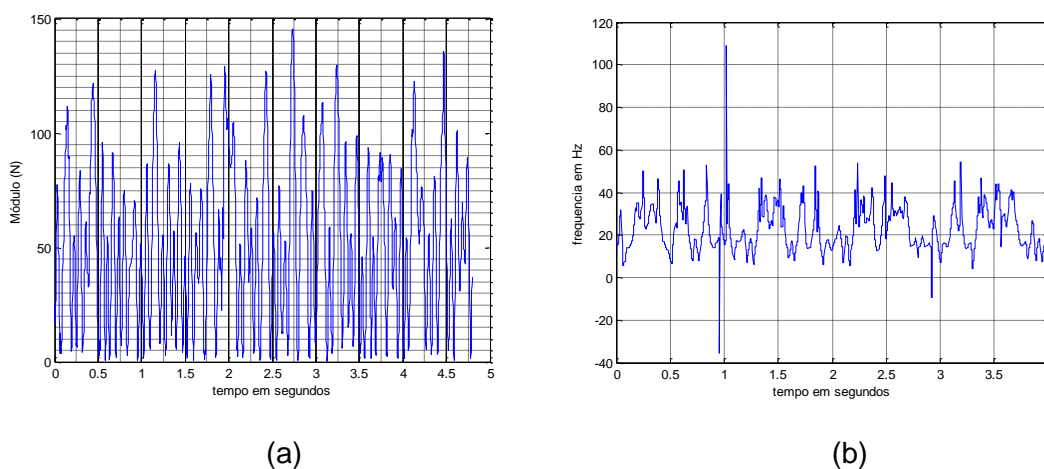 150
100
50
0
Módulo (N)
0 0.5 1 1.5 2 2.5 3 3.5 4 4.5 5
tempo em segundos
(a)
120
100
80
60
40
20
0
-20
-40
frequencia em Hz
0 0.5 1 1.5 2 2.5 3 3.5
tempo em segundos
(b)